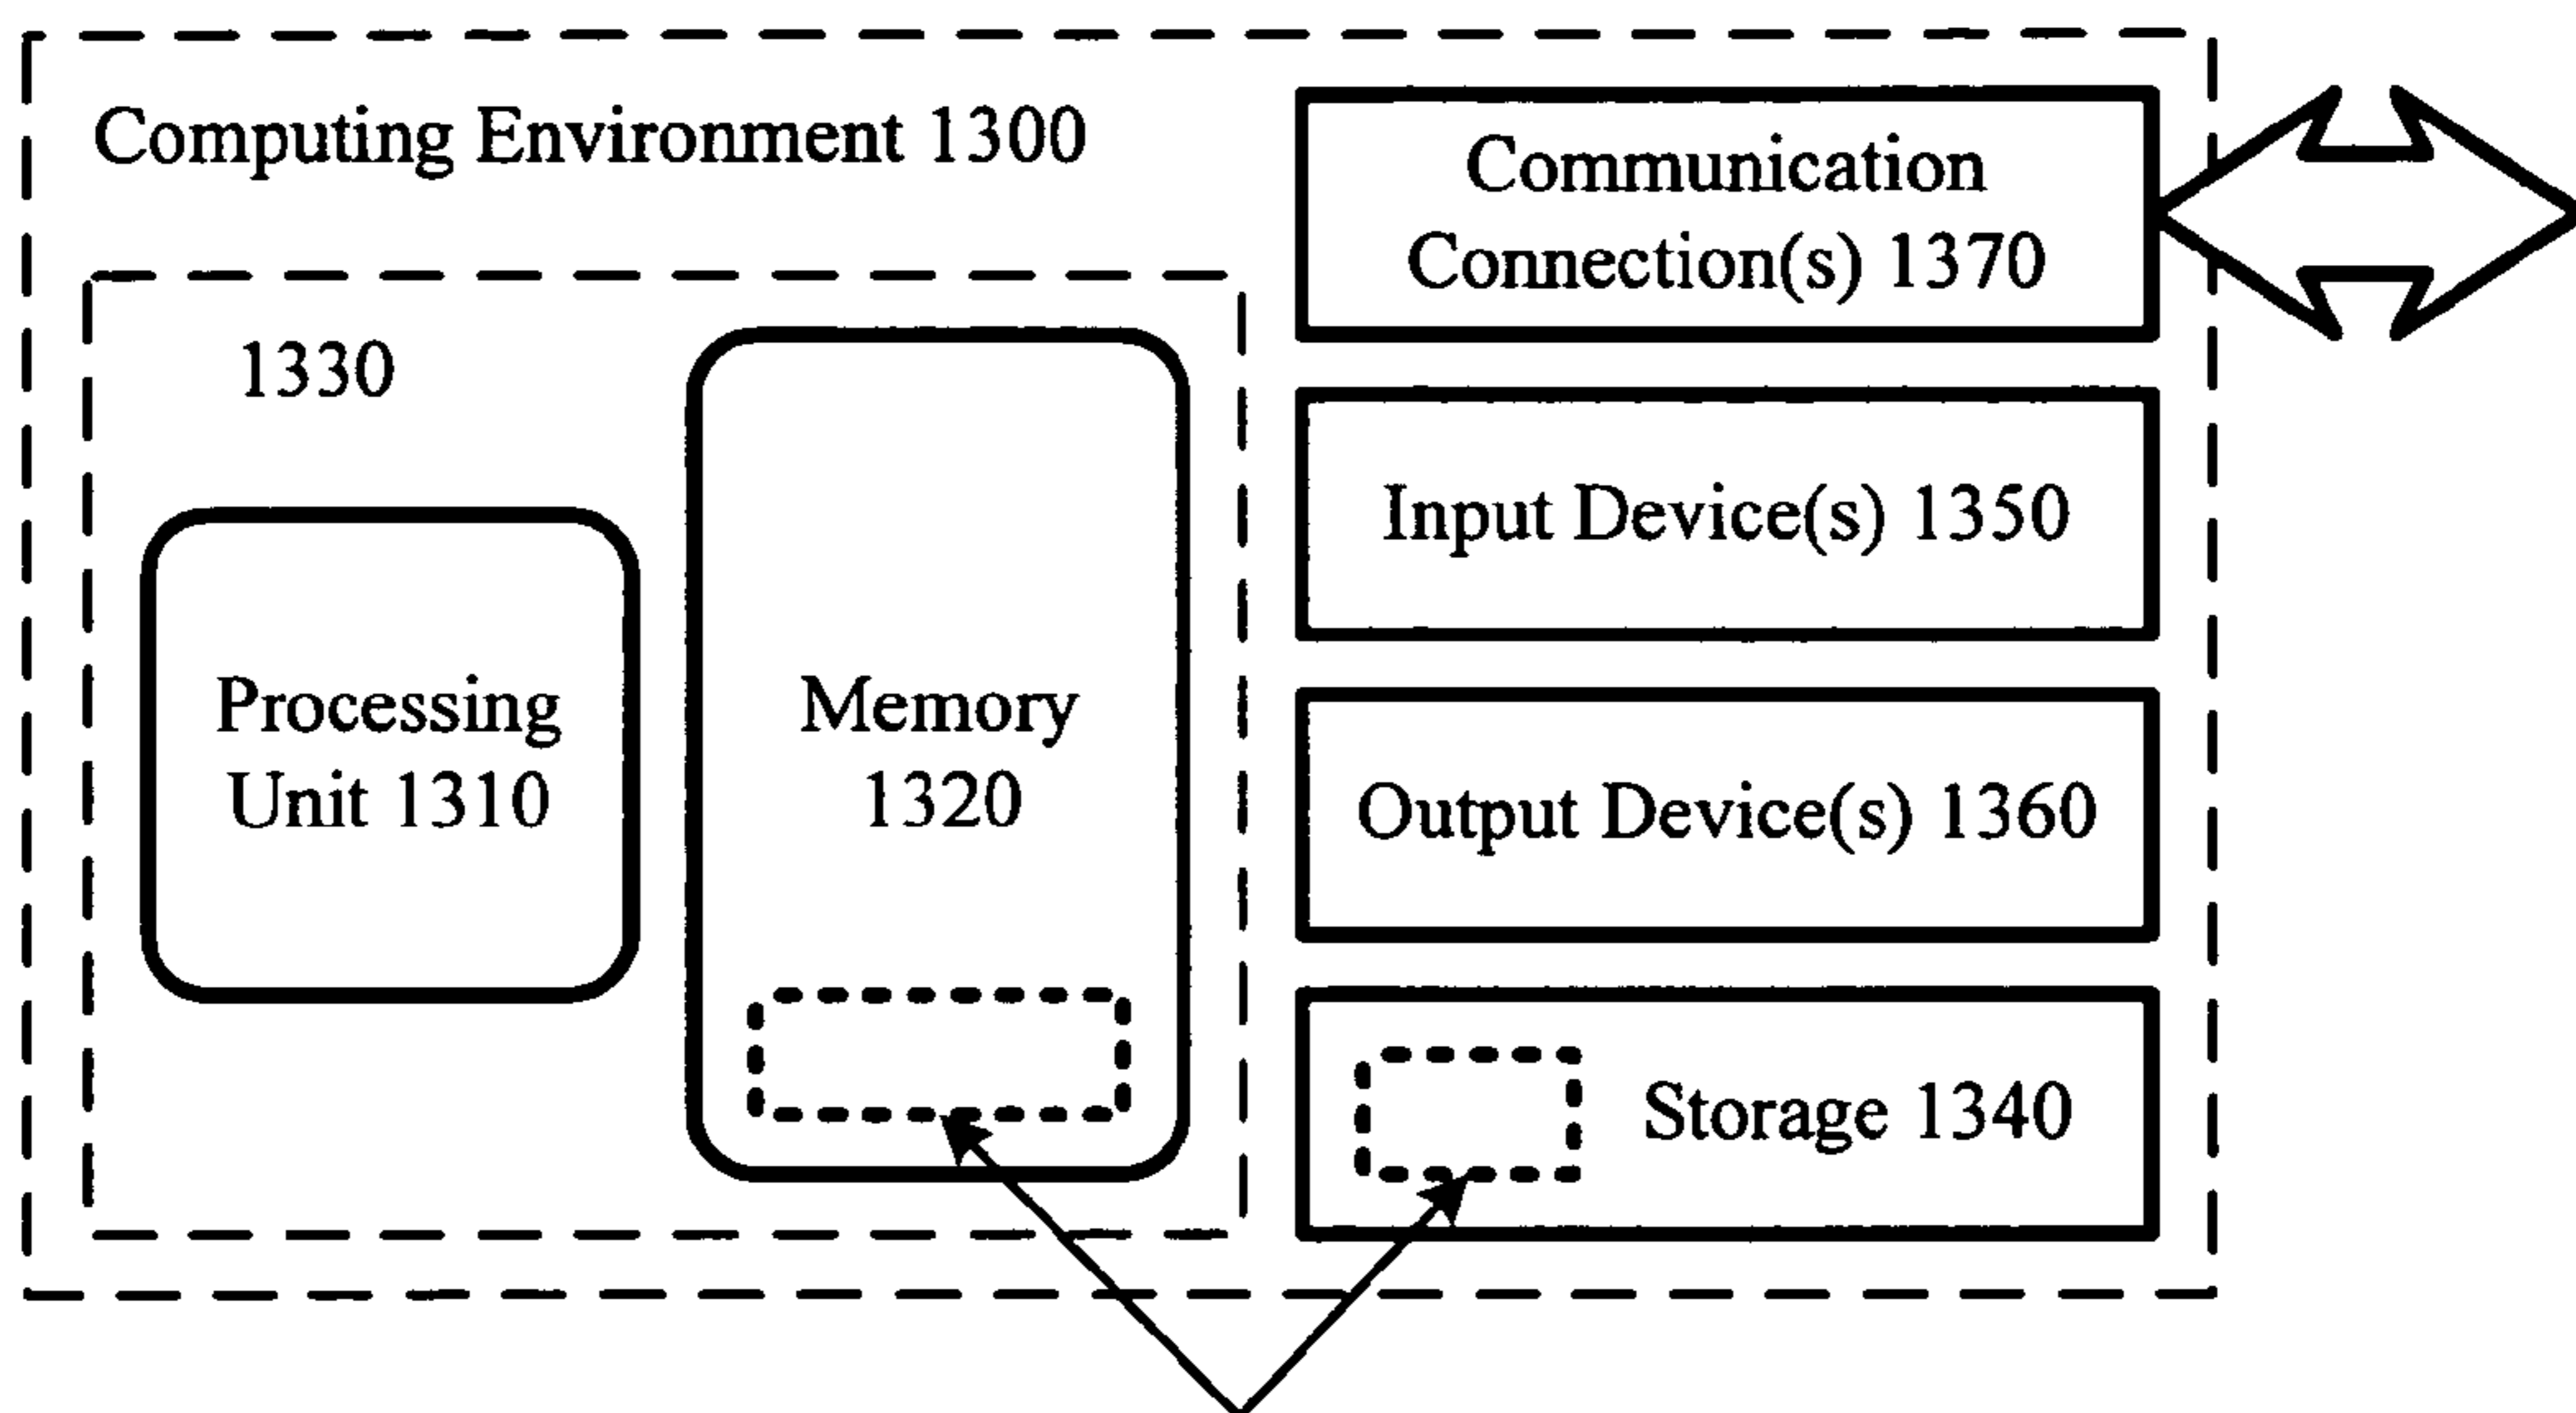 Computing Environment 1300
Communication
Connection(s) 1370
1330
Input Device(s) 1350
Processing
Unit 1310
Memory
1320
Output Device(s) 1360
Storage 1340